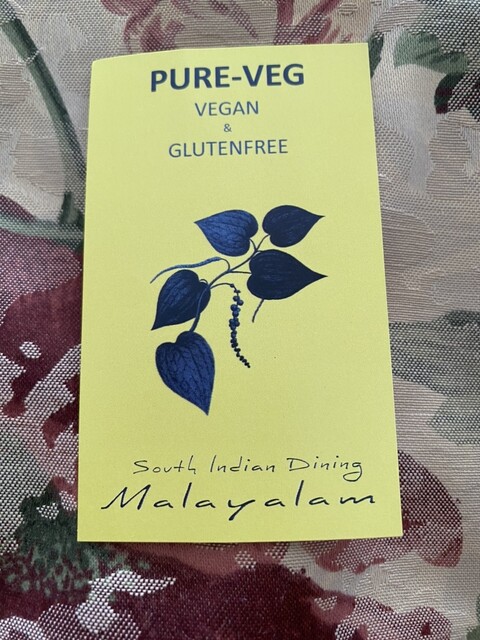 PURE-VEG
VEGAN
&
GLUTENFREE
South Indian Dining
Malayalam